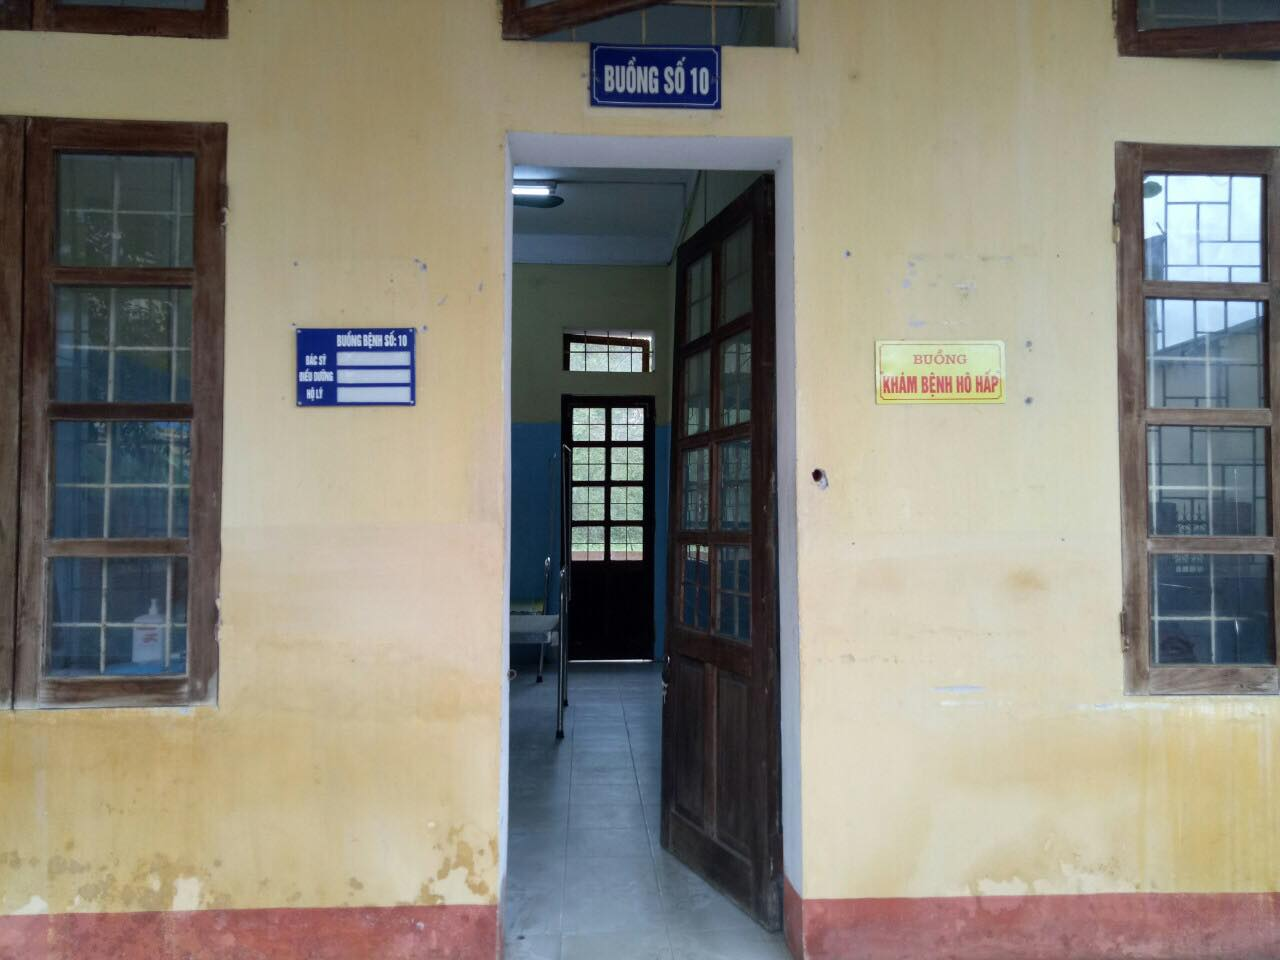 BUỒNG SỐ 10
BUỒNG BỆNH SỐ: 10
BÁC SỸ
ĐIỀU DƯỠNG
HỘ LÝ
BUỒNG
KHÁM BỆNH HÔ HẤP